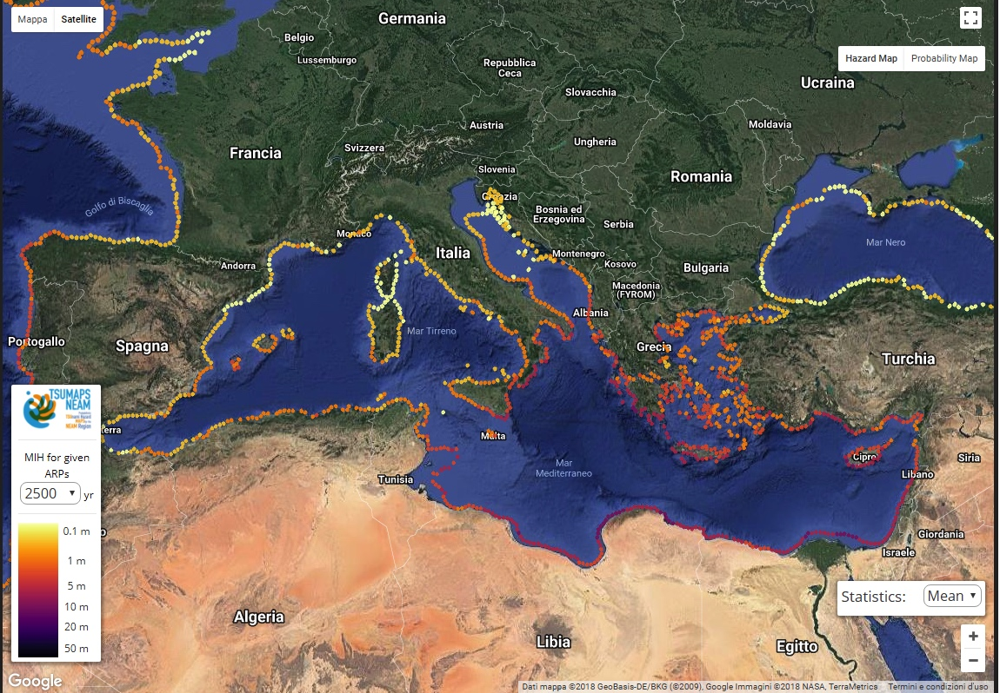 Mappa
Satellite
Germania
Belgio
Lussemburgo
Repubblica
Ceca
Hazard Map
Probability Map
Ucraina
Slovacchia
Austria
Moldavia
Francia
Svizzera
Ungheria
Slovenia
Romania
Croazia
Golfo di Biscaglia
Bosnia ed
Erzegovina
Serbia
Monaco
Italia
Mar Nero
Andorra
Montenegro
Kosovo
Bulgaria
Macedonia
(FYROM)
Albania
Mar Tirreno
Portogallo
Spagna
Grecia
Turchia
TSUMAPS
NEAM
NEAM Region
MIH for given
ARPs
2500
yr
0.1 m
1 m
5 m
10 m
20 m
50 m
terra
Malta
Mar
Mediterraneo
Cipro
Siria
Libano
Tunisia
Giordania
Israele
Statistics:
Mean
Algeria
Libia
Egitto
+
−
Google
Dati mappa ©2018 GeoBasis-DE/BKG (©2009), Google Immagini ©2018 NASA, TerraMetrics
Termini e condizioni d'uso